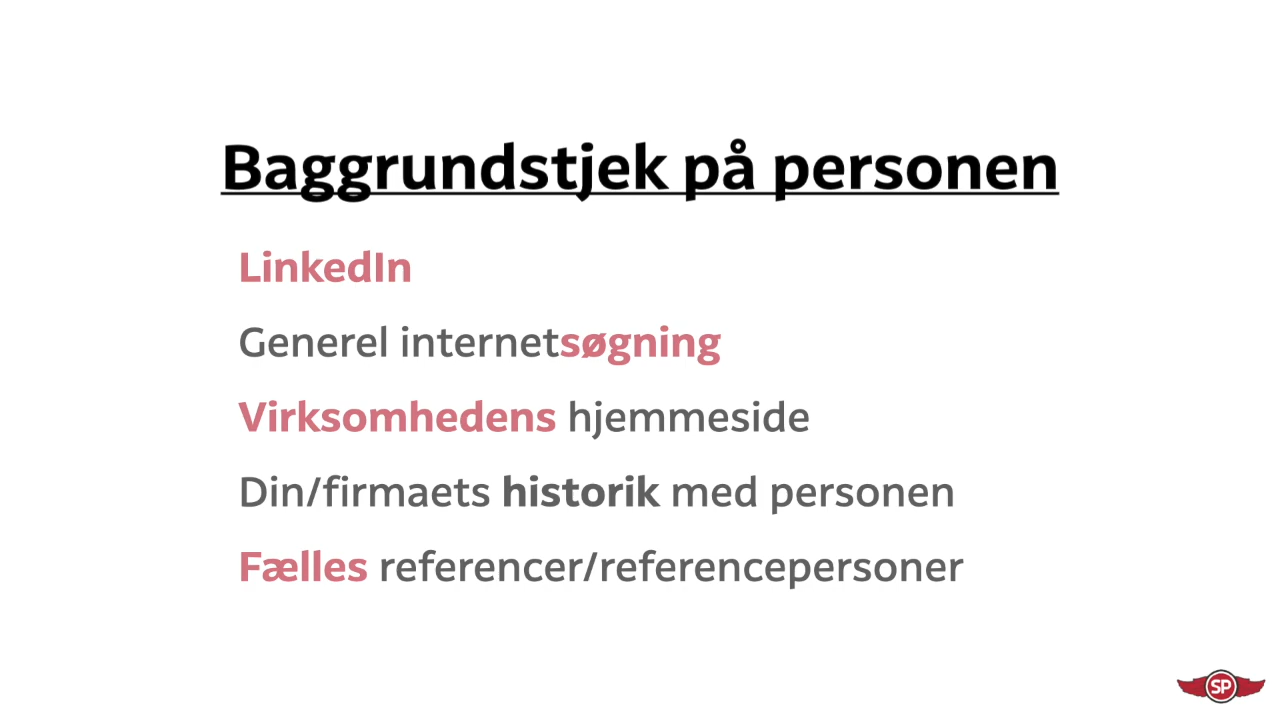 Baggrundstjek på personen
LinkedIn
Generel internetsøgning
Virksomhedens hjemmeside
Din/firmaets historik med personen
Fælles referencer/referencepersoner
SP